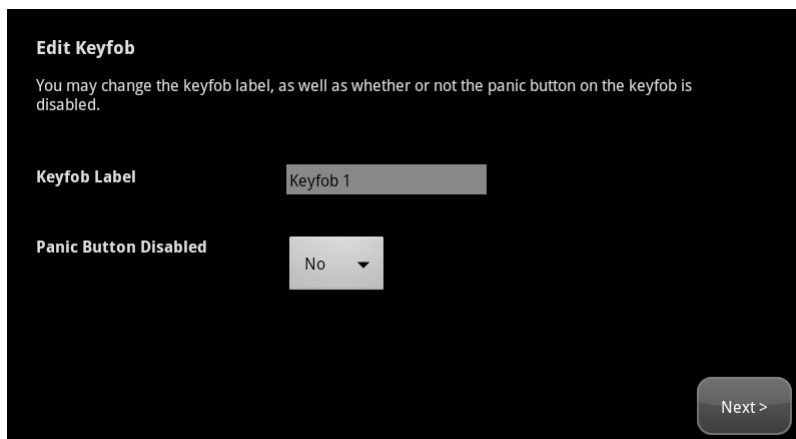 Edit Keyfob
You may change the keyfob label, as well as whether or not the panic button on the keyfob is
disabled.
Keyfob Label
Keyfob 1
Panic Button Disabled
No
Next >